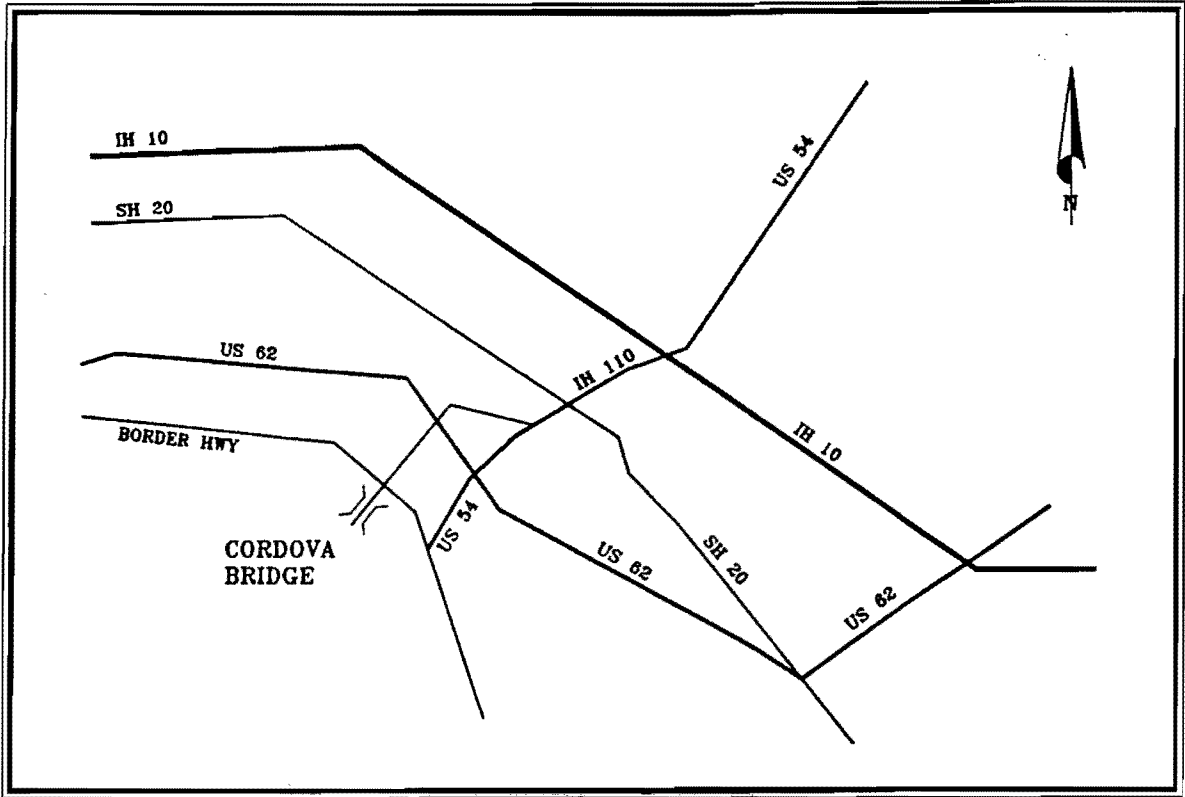 IH 10
US 54
SH 20
N
US 62
IH 110
BORDER HWY
IH 10
US 54
CORDOVA
BRIDGE
US 62
SH 20
US 62